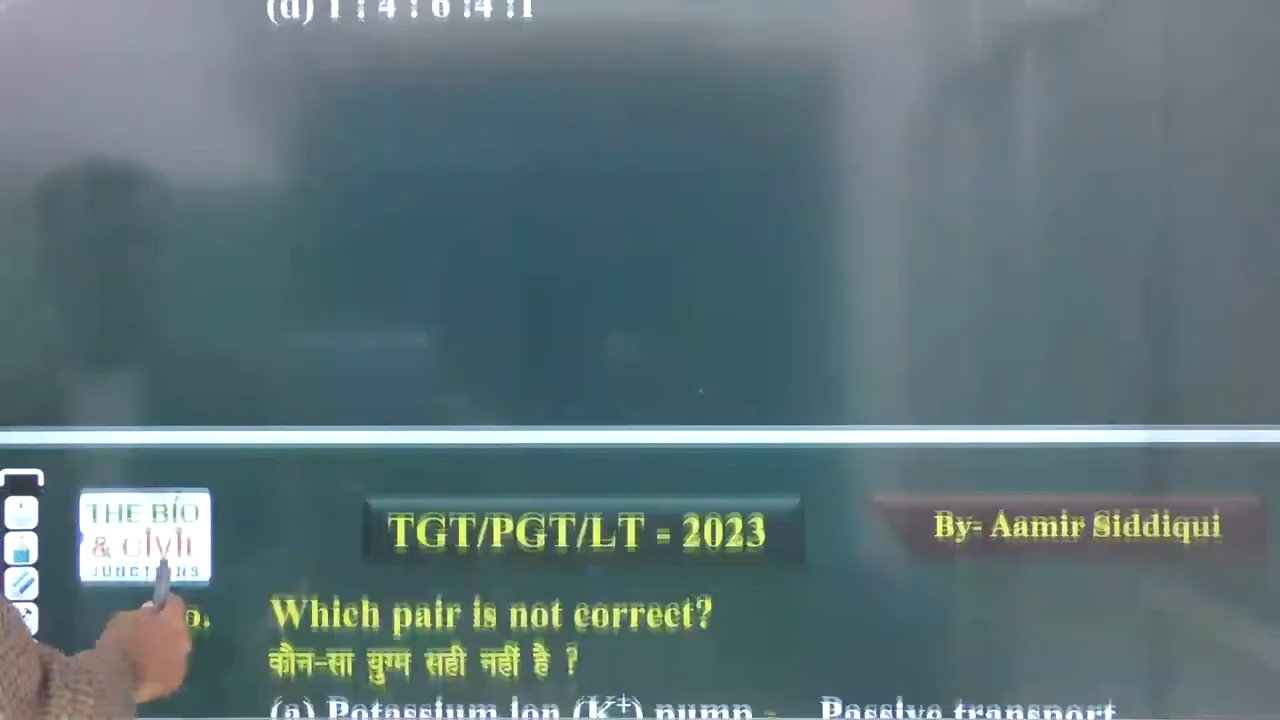 (d) 1 : 4 : 6 :4 :1
THE BIO
& CIVIL
JUNCTIONS
TGT/PGT/LT - 2023
By- Aamir Siddiqui
Which pair is not correct?
कौन-सा युग्म सही नहीं है ?
(a) Potassium ion (K+) pump - Passive transport